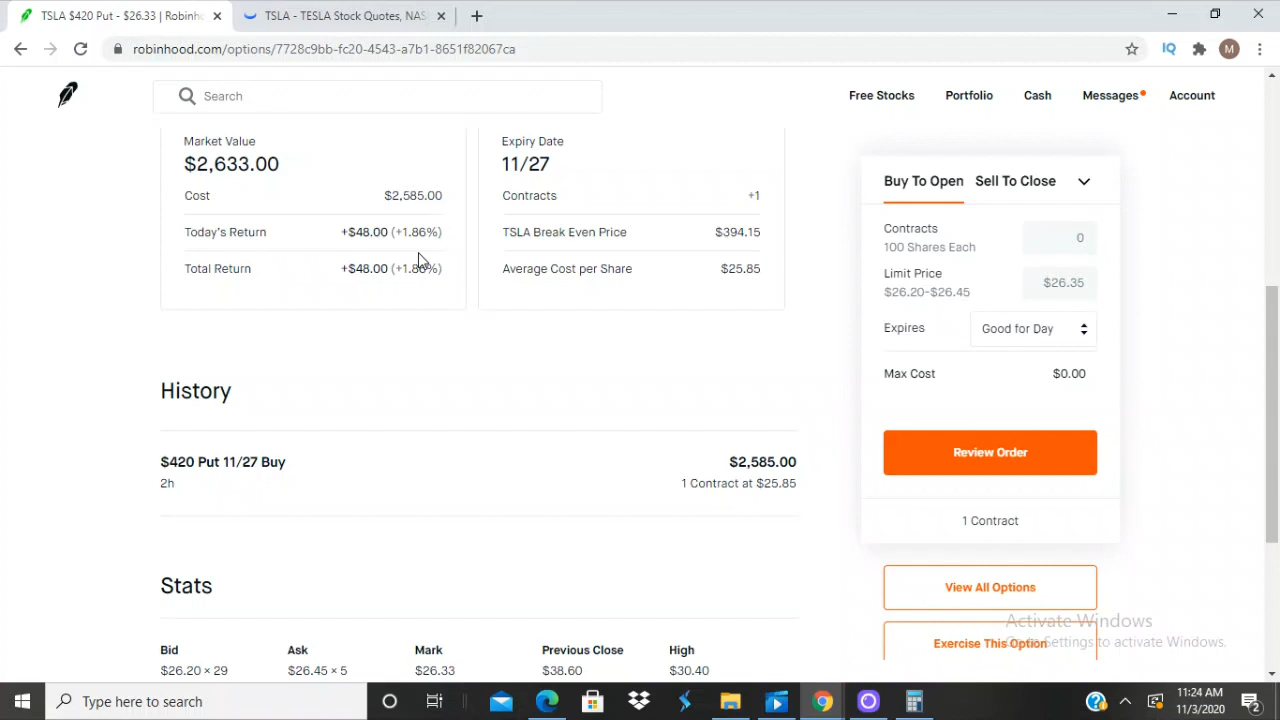 TSLA $420 Put - $26.33 | Robinho
TSLA - TESLA Stock Quotes, NAS
robinhood.com/options/7728c9bb-fc20-4543-a7b1-8651f82067ca
IQ
M
Search
Free Stocks
Portfolio
Cash
Messages
Account
Market Value
$2,633.00
Cost $2,585.00
Today's Return +$48.00 (+1.86%)
Total Return +$48.00 (+1.86%)
Expiry Date
11/27
Contracts +1
TSLA Break Even Price $394.15
Average Cost per Share $25.85
Buy To Open Sell To Close
Contracts
100 Shares Each
0
Limit Price
$26.20-$26.45
$26.35
Expires Good for Day
Max Cost $0.00
Review Order
1 Contract
View All Options
Exercise This Option
History
$420 Put 11/27 Buy $2,585.00
2h 1 Contract at $25.85
Stats
Bid Ask Mark Previous Close High
$26.20 × 29 $26.45 × 5 $26.33 $38.60 $30.40
Activate Windows
Go to Settings to activate Windows.
Type here to search
11:24 AM
11/3/2020
2